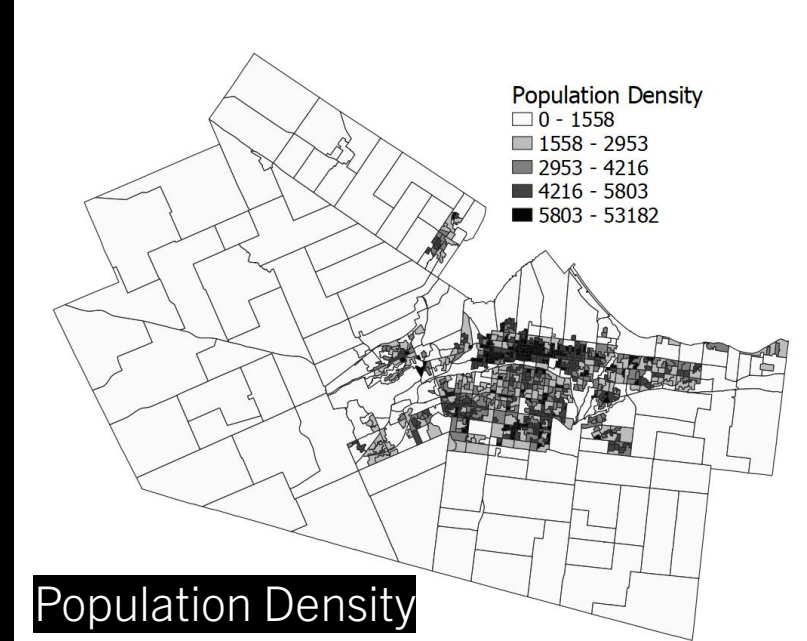 Population Density
0 - 1558
1558 - 2953
2953 - 4216
4216 - 5803
5803 - 53182
Population Density